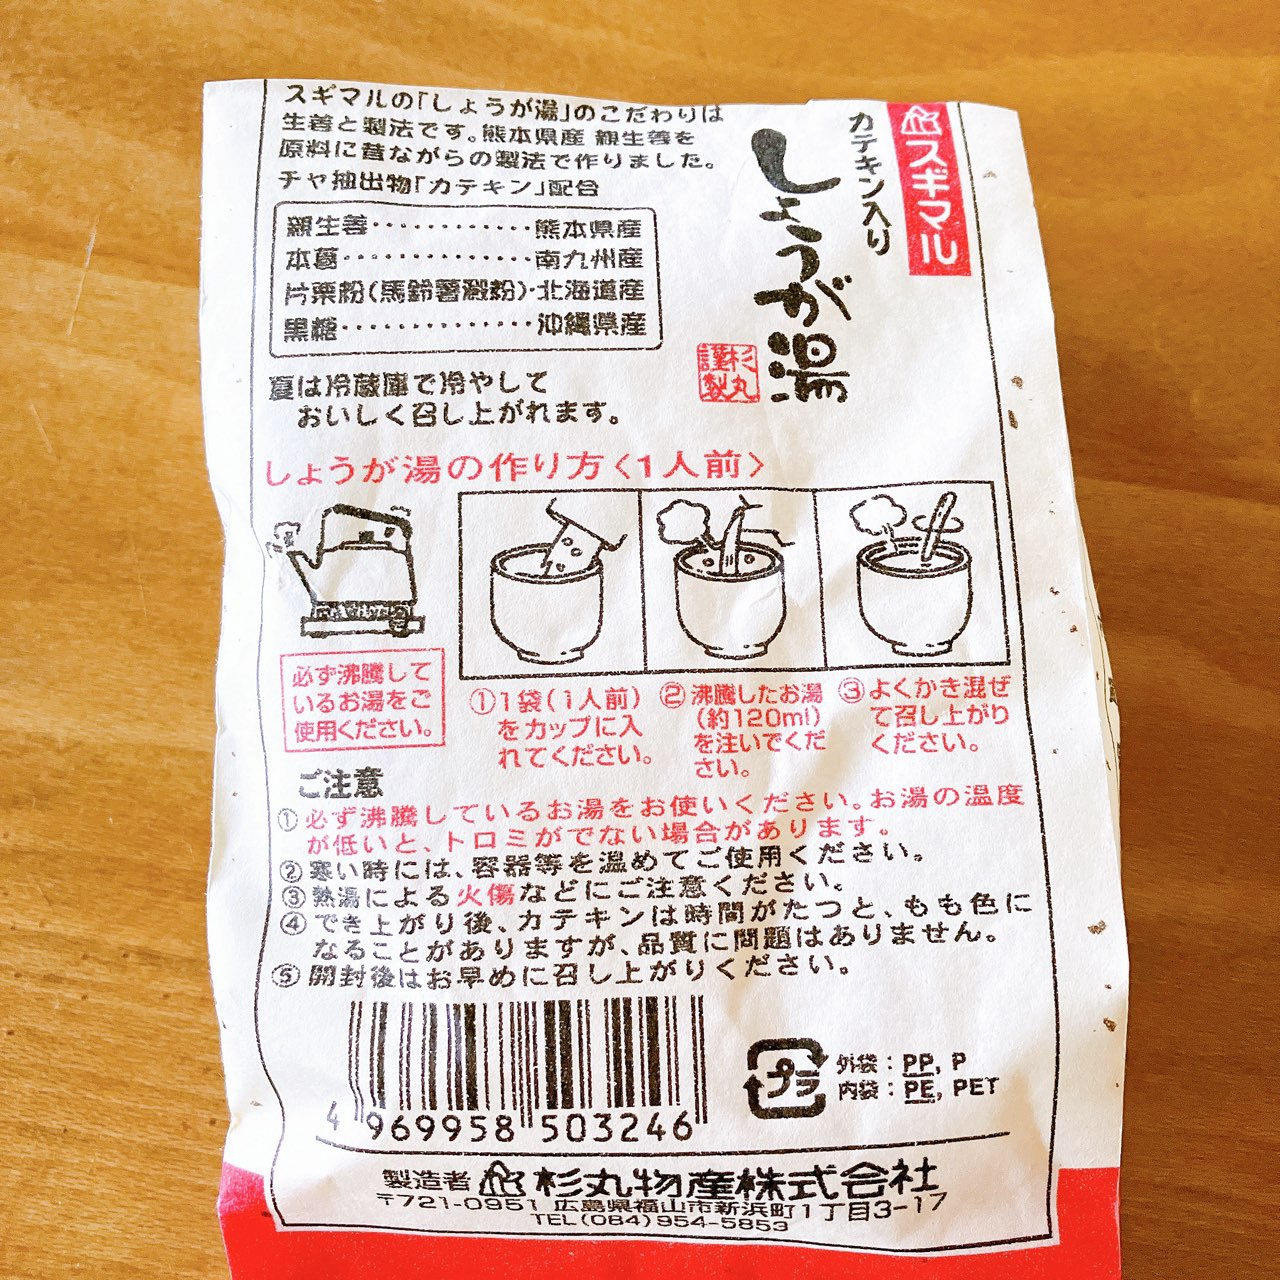 スギマル
カテキン入り
しょうが湯
杉丸
謹製
スギマルの「しょうが湯」のこだわりは
生姜と製法です。熊本県産 親生姜を
原料に昔ながらの製法で作りました。
チャ抽出物「カテキン」配合
親生姜············熊本県産
本葛··············南九州産
片栗粉(馬鈴薯澱粉)·北海道産
黒糖··············沖縄県産
夏は冷蔵庫で冷やして
おいしく召し上がれます。
しょうが湯の作り方〈1人前〉
必ず沸騰して
いるお湯をご
使用ください。
①1袋(1人前)
をカップに入
れてください。
②沸騰したお湯
(約120ml)
を注いでくだ
さい。
③よくかき混ぜ
て召し上がり
ください。
ご注意
①必ず沸騰しているお湯をお使いください。お湯の温度
が低いと、トロミがでない場合があります。
②寒い時には、容器等を温めてご使用ください。
③熱湯による火傷などにご注意ください。
④でき上がり後、カテキンは時間がたつと、もも色に
なることがありますが、品質に問題はありません。
⑤開封後はお早めに召し上がりください。
4 969958 503246
プラ
外袋：PP, P
内袋：PE, PET
製造者 杉丸物産株式会社
〒721-0951 広島県福山市新浜町1丁目3-17
TEL(084)954-5853